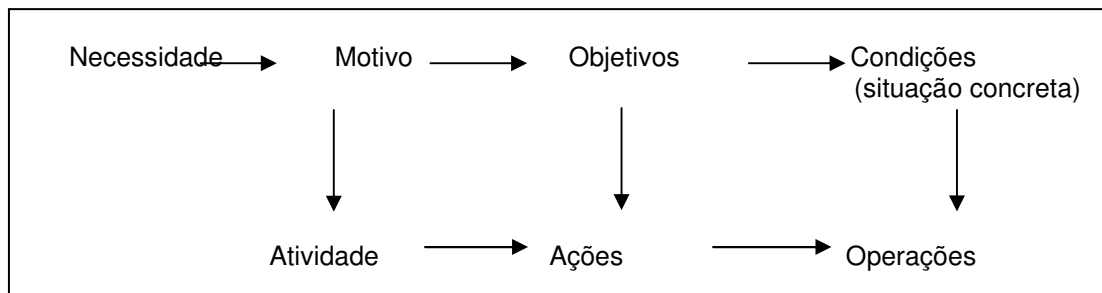 Necessidade Motivo Objetivos Condições
(situação concreta)
Atividade Ações Operações